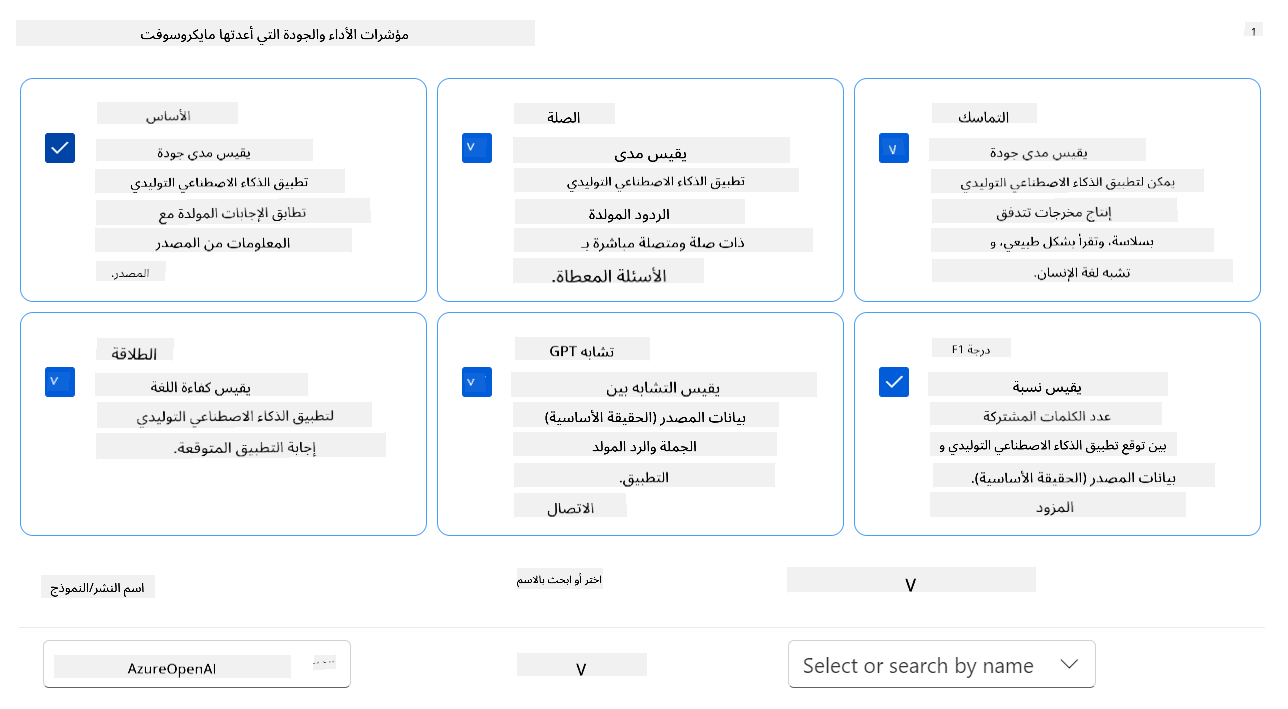 مؤشرات الأداء والجودة التي أعدتها مايكروسوفت
1
الأساس
يقيس مدى جودة
تطبيق الذكاء الاصطناعي التوليدي
تطابق الإجابات المولدة مع
المعلومات من المصدر
المصدر.
الصلة
يقيس مدى
تطبيق الذكاء الاصطناعي التوليدي
الردود المولدة
ذات صلة ومتصلة مباشرة بـ
الأسئلة المعطاة.
التماسك
يقيس مدى جودة
يمكن لتطبيق الذكاء الاصطناعي التوليدي
إنتاج مخرجات تتدفق
بسلاسة، وتقرأ بشكل طبيعي، و
تشبه لغة الإنسان.
الطلاقة
يقيس كفاءة اللغة
لتطبيق الذكاء الاصطناعي التوليدي
إجابة التطبيق المتوقعة.
تشابه GPT
يقيس التشابه بين
بيانات المصدر (الحقيقة الأساسية)
الجملة والرد المولد
التطبيق.
الاتصال
درجة F1
يقيس نسبة
عدد الكلمات المشتركة
بين توقع تطبيق الذكاء الاصطناعي التوليدي و
بيانات المصدر (الحقيقة الأساسية).
المزود
اسم النشر/النموذج
اختر أو ابحث بالاسم
V
AzureOpenAI
V
Select or search by name